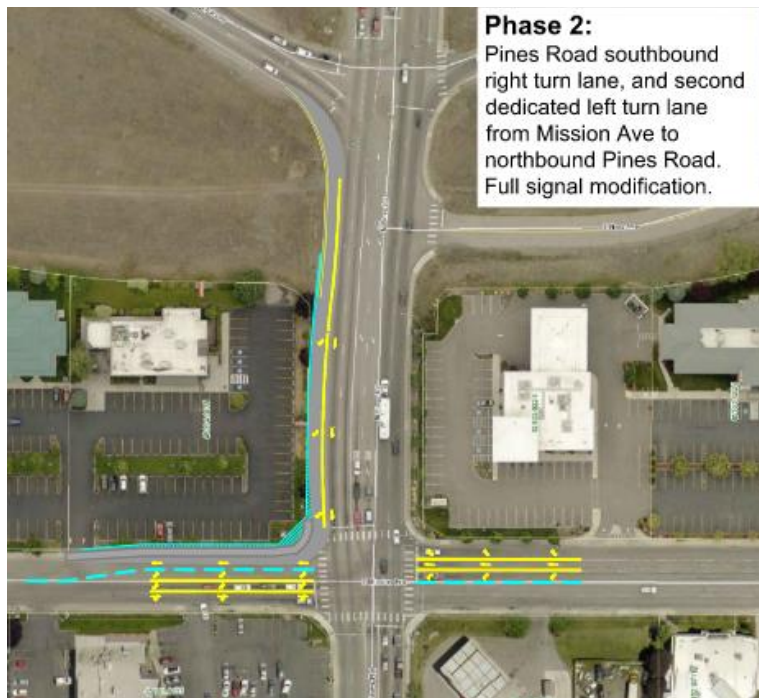 Phase 2:
Pines Road southbound
right turn lane, and second
dedicated left turn lane
from Mission Ave to
northbound Pines Road.
Full signal modification.